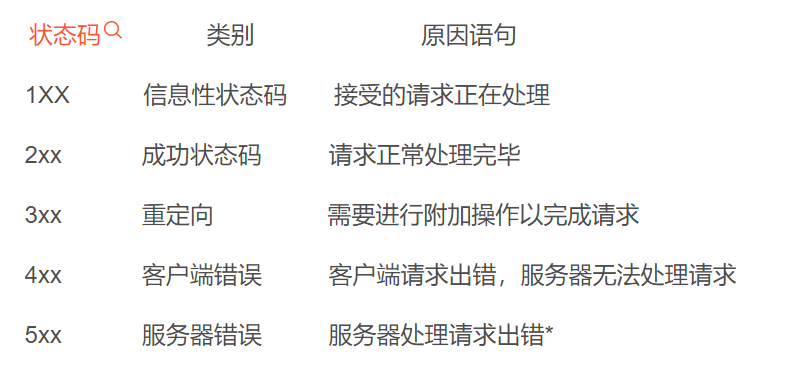 状态码 类别 原因语句
1XX 信息性状态码 接受的请求正在处理
2xx 成功状态码 请求正常处理完毕
3xx 重定向 需要进行附加操作以完成请求
4xx 客户端错误 客户端请求出错，服务器无法处理请求
5xx 服务器错误 服务器处理请求出错*